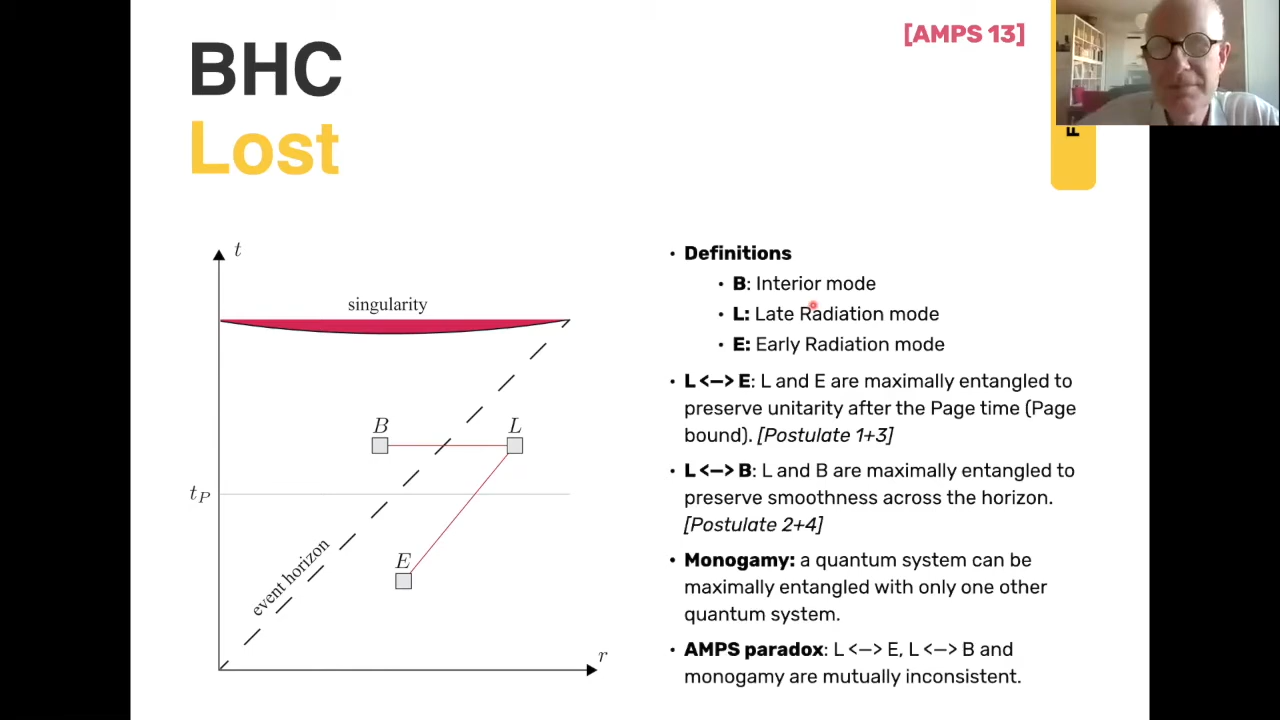 BHC
Lost
[AMPS 13]
F
t
singularity
B
L
t_P
E
event horizon
r
• Definitions
• B: Interior mode
• L: Late Radiation mode
• E: Early Radiation mode
• L <—> E: L and E are maximally entangled to
preserve unitarity after the Page time (Page
bound). [Postulate 1+3]
• L <—> B: L and B are maximally entangled to
preserve smoothness across the horizon.
[Postulate 2+4]
• Monogamy: a quantum system can be
maximally entangled with only one other
quantum system.
• AMPS paradox: L <—> E, L <—> B and
monogamy are mutually inconsistent.